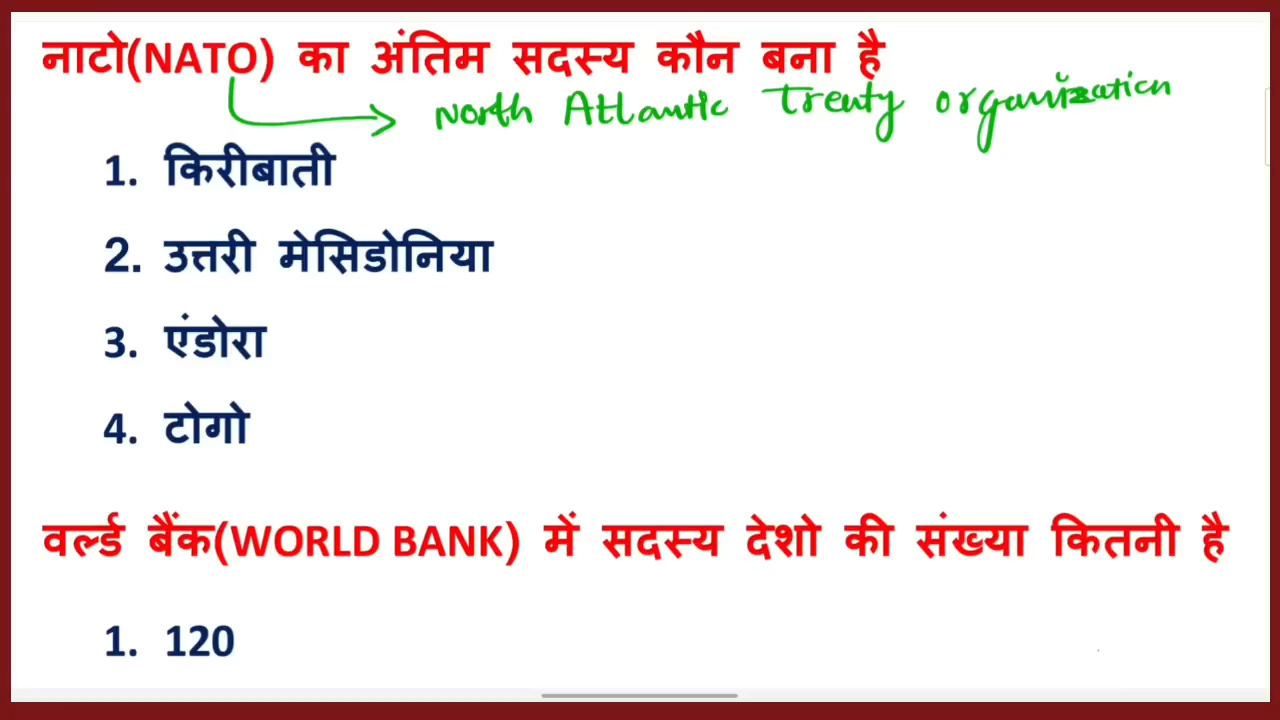 नाटो(NATO) का अंतिम सदस्य कौन बना है
North Atlantic Treaty organization
1. किरीबाती
2. उत्तरी मेसिडोनिया
3. एंडोरा
4. टोगो
वर्ल्ड बैंक(WORLD BANK) में सदस्य देशो की संख्या कितनी है
1. 120